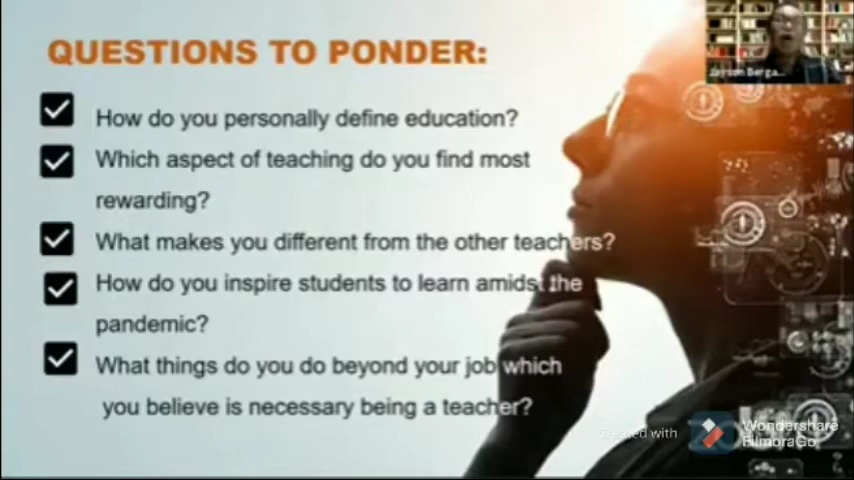 QUESTIONS TO PONDER:
How do you personally define education?
Which aspect of teaching do you find most
rewarding?
What makes you different from the other teachers?
How do you inspire students to learn amidst the
pandemic?
What things do you do beyond your job which
you believe is necessary being a teacher?
Created with
Wondershare
FilmoraGo